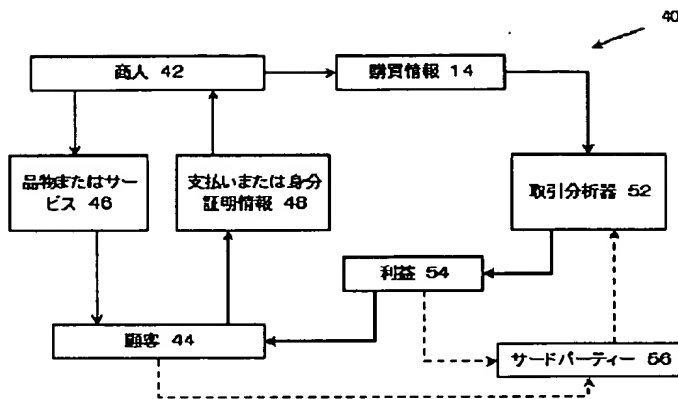 40
商人 42
購買情報 14
品物またはサー
ビス 46
支払いまたは身分
証明情報 48
取引分析器 52
利益 54
顧客 44
サードパーティー 56